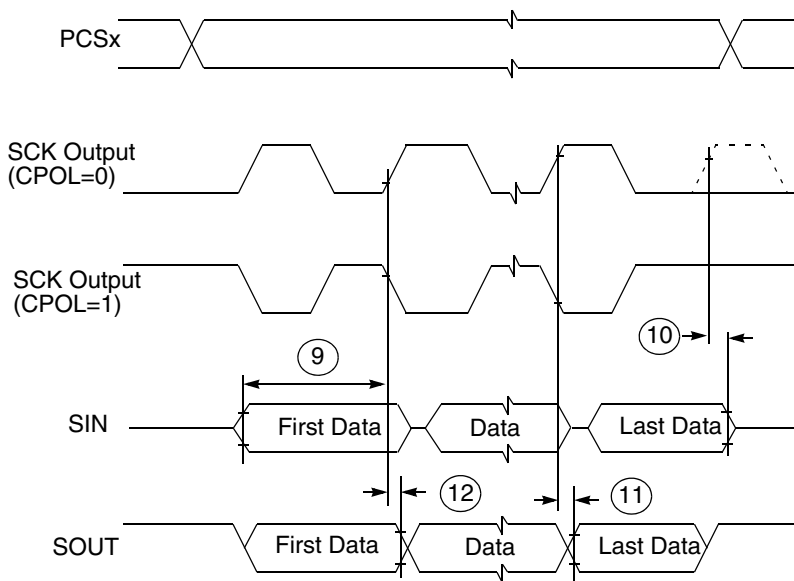 PCSx
SCK Output
(CPOL=0)
SCK Output
(CPOL=1)
10
9
SIN
First Data
Data
Last Data
12
11
SOUT
First Data
Data
Last Data